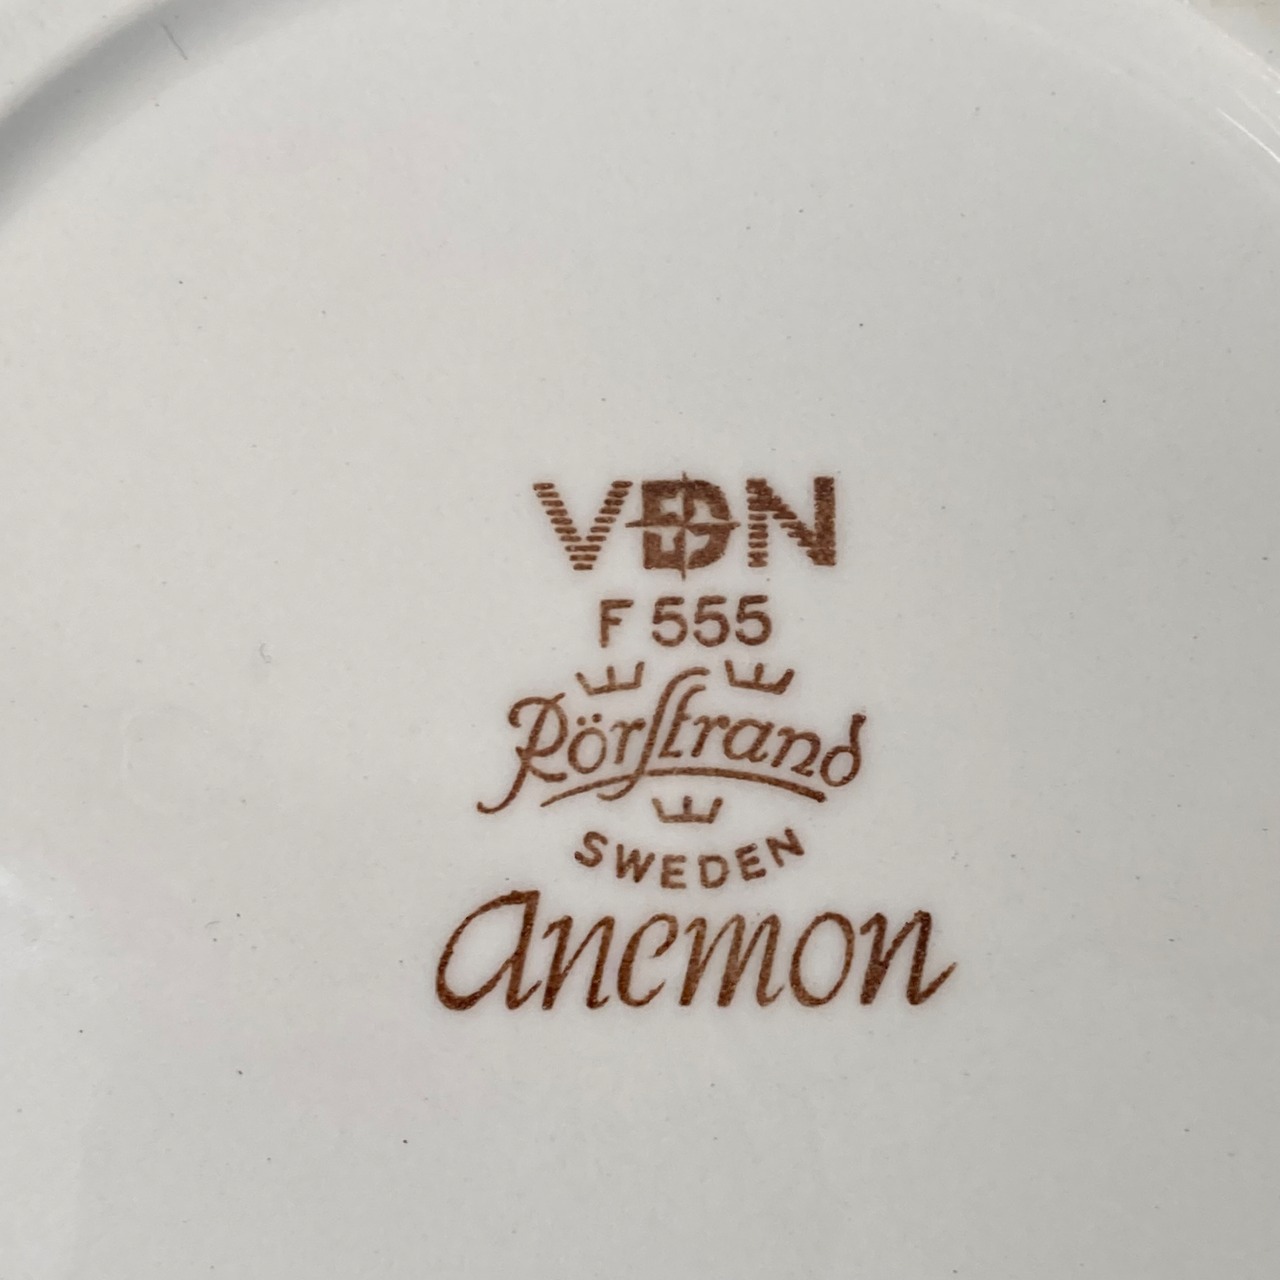 VDN
F 555
Rörstrand
SWEDEN
Anemon